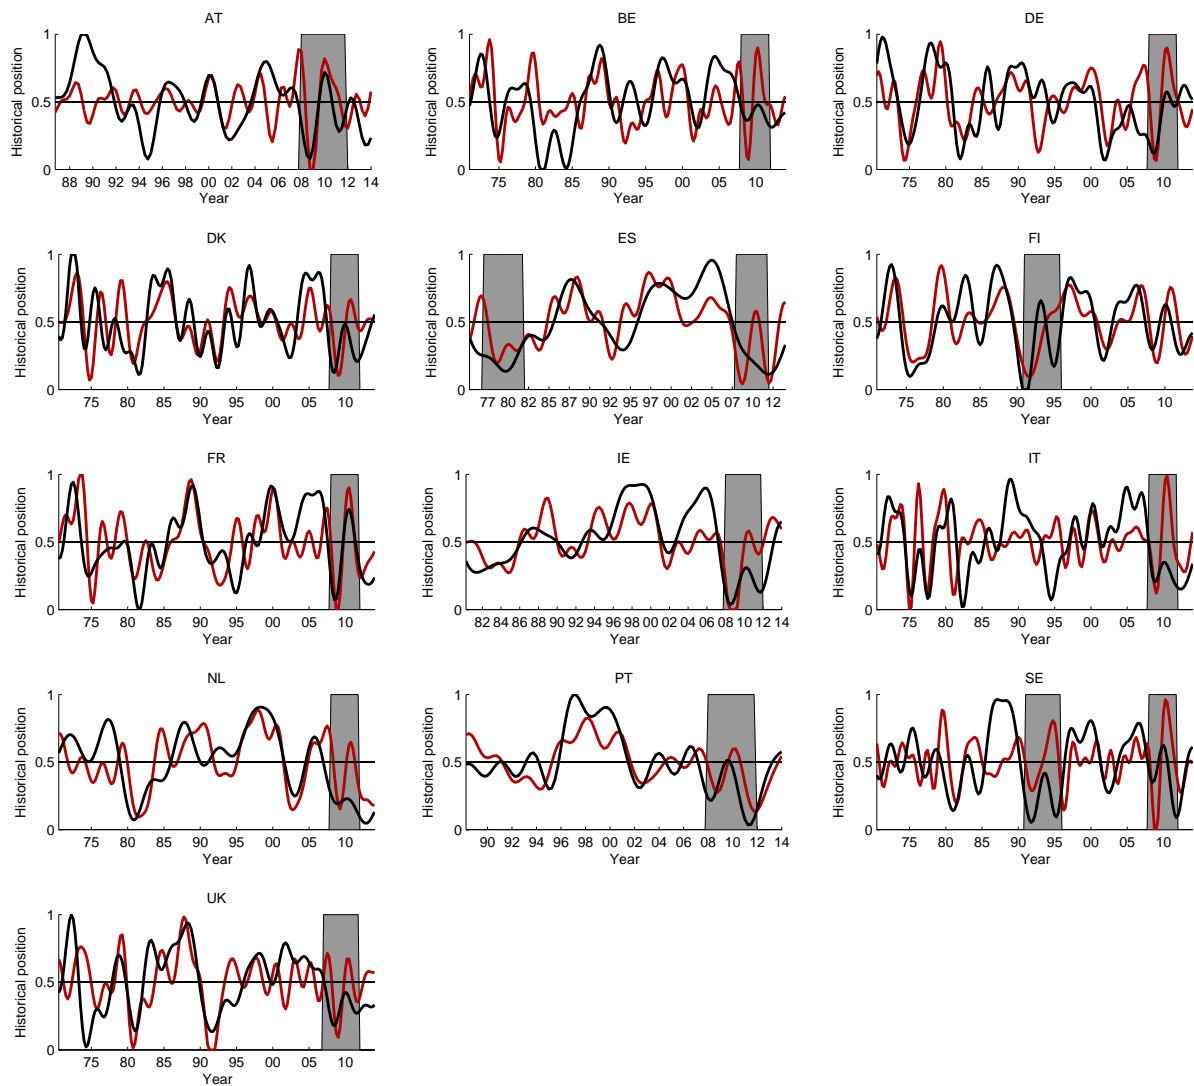 AT
BE
DE
Historical position
1
0.5
0
88 90 92 94 96 98 00 02 04 06 08 10 12 14
Year
Historical position
1
0.5
0
75 80 85 90 95 00 05 10
Year
Historical position
1
0.5
0
75 80 85 90 95 00 05 10
Year
DK
ES
FI
Historical position
1
0.5
0
75 80 85 90 95 00 05 10
Year
Historical position
1
0.5
0
77 80 82 85 87 90 92 95 97 00 02 05 07 10 12
Year
Historical position
1
0.5
0
75 80 85 90 95 00 05 10
Year
FR
IE
IT
Historical position
1
0.5
0
75 80 85 90 95 00 05 10
Year
Historical position
1
0.5
0
82 84 86 88 90 92 94 96 98 00 02 04 06 08 10 12 14
Year
Historical position
1
0.5
0
75 80 85 90 95 00 05 10
Year
NL
PT
SE
Historical position
1
0.5
0
75 80 85 90 95 00 05 10
Year
Historical position
1
0.5
0
90 92 94 96 98 00 02 04 06 08 10 12 14
Year
Historical position
1
0.5
0
75 80 85 90 95 00 05 10
Year
UK
Historical position
1
0.5
0
75 80 85 90 95 00 05 10
Year